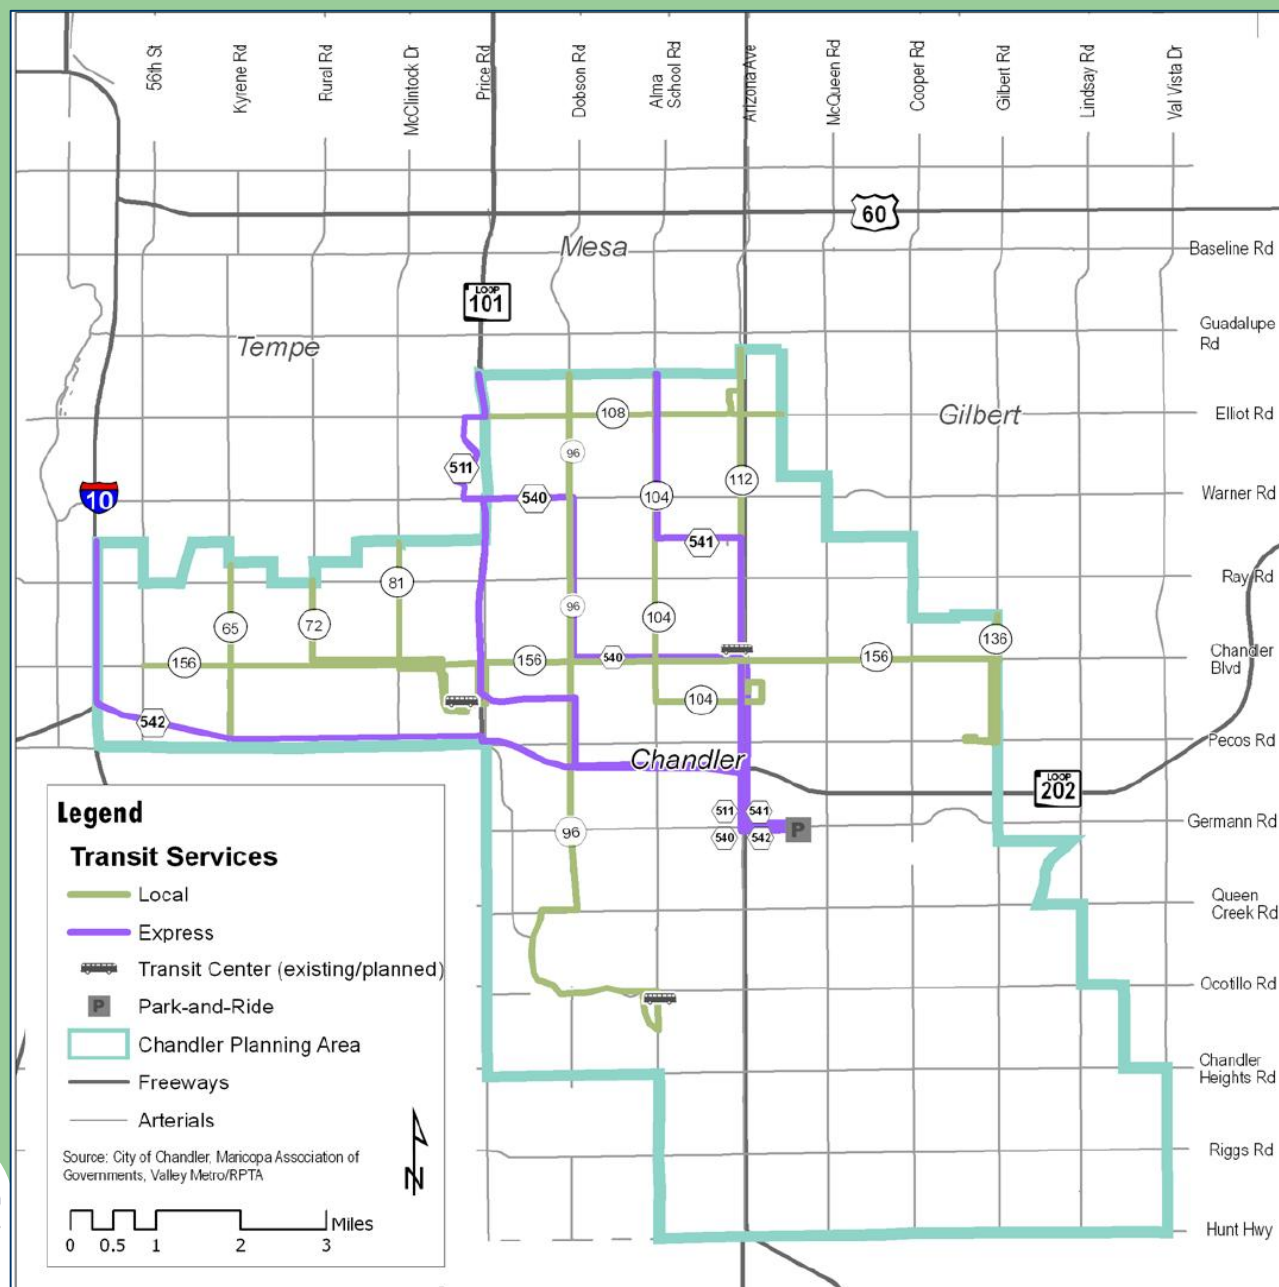 56th St
Kyrene Rd
Rural Rd
McClintock Dr
Price Rd
Dobson Rd
Alma
School Rd
Arizona Ave
McQueen Rd
Cooper Rd
Gilbert Rd
Lindsay Rd
Val Vista Dr
60
Mesa
Baseline Rd
LOOP
101
Guadalupe
Rd
Tempe
108
Gilbert
Elliot Rd
96
511
112
10
540
104
Warner Rd
541
81
Ray Rd
96
104
65
72
136
156
156
540
156
Chander
Blvd
104
542
Pecos Rd
Chandler
LOOP
202
511
541
Germann Rd
96
P
540
542
Queen
Creek Rd
Ocotillo Rd
Chandler
Heights Rd
Riggs Rd
Hunt Hwy
Legend
Transit Services
Local
Express
Transit Center (existing/planned)
P
Park-and-Ride
Chandler Planning Area
Freeways
Arterials
Source: City of Chandler, Maricopa Association of
Governments, Valley Metro/RPTA
N
Miles
0 0.5 1 2 3